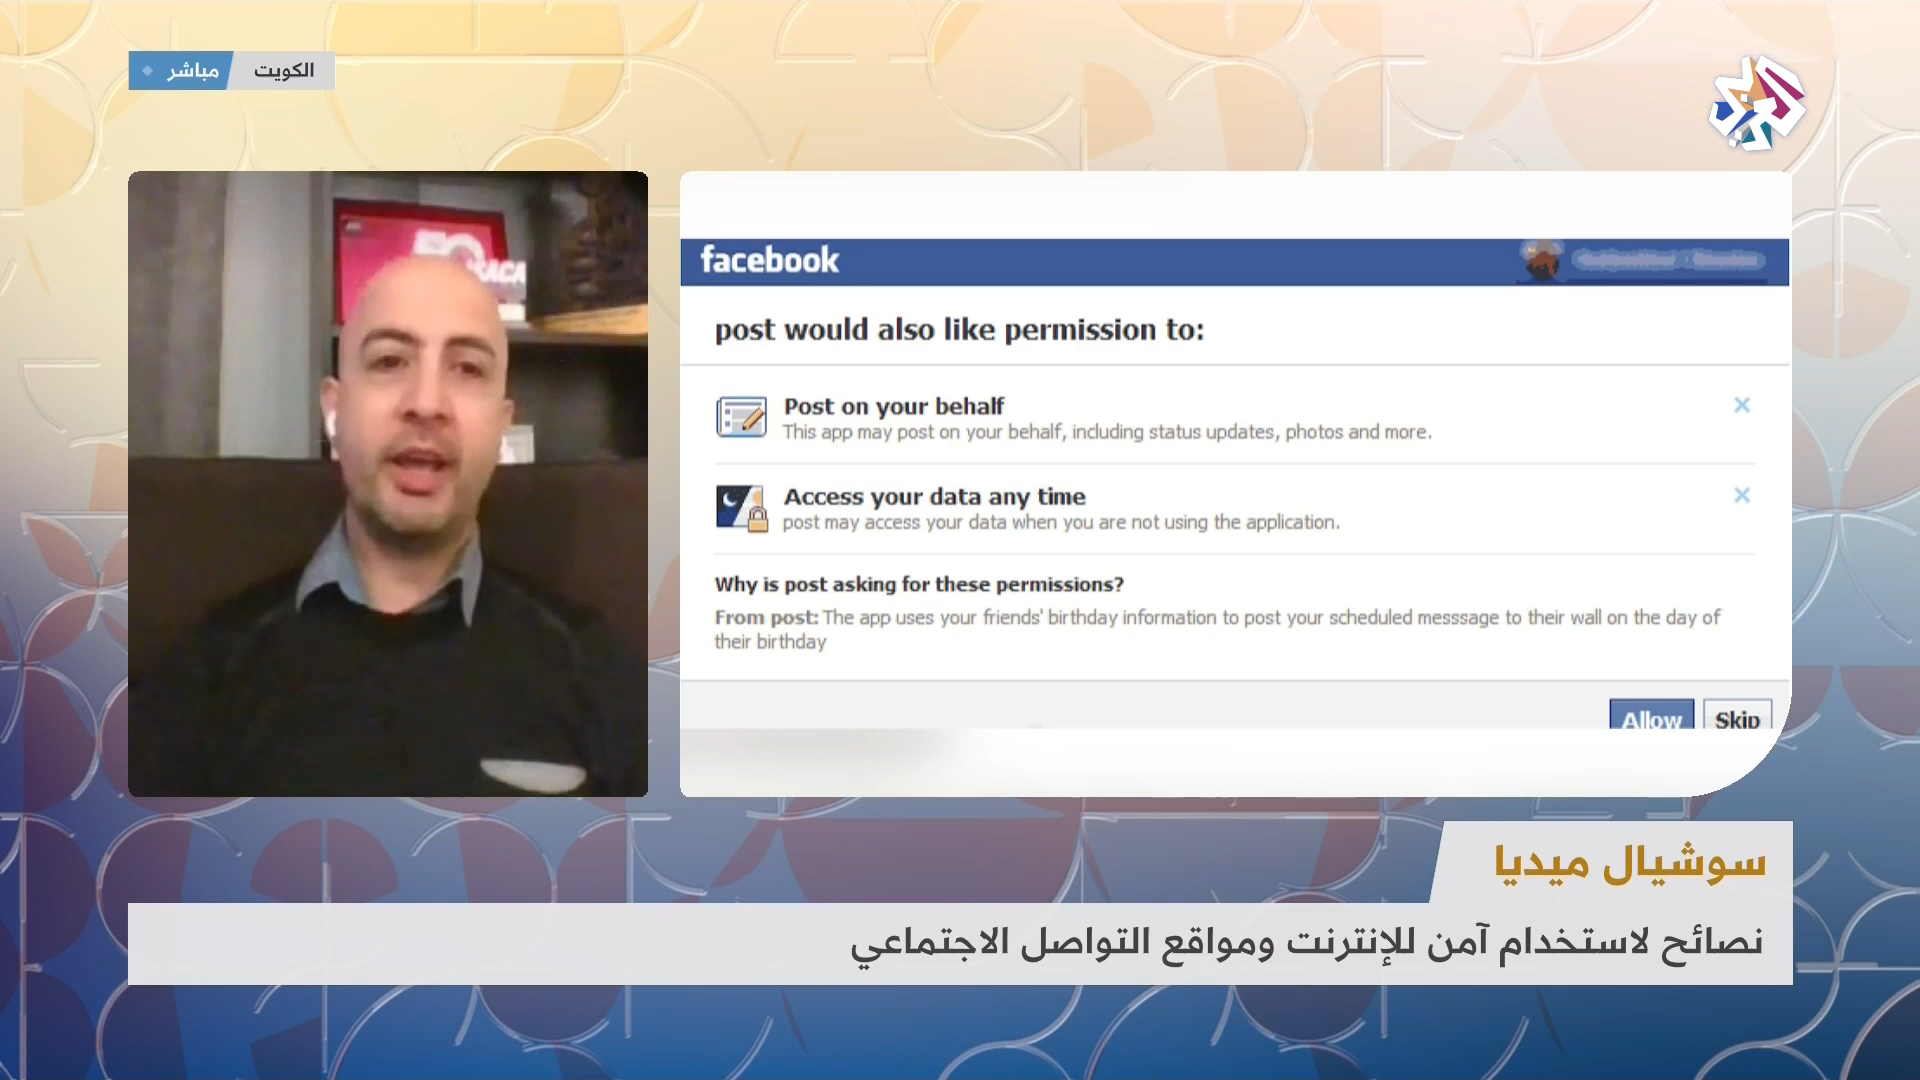 الكويت
مباشر
facebook
post would also like permission to:
Post on your behalf
This app may post on your behalf, including status updates, photos and more.
Access your data any time
post may access your data when you are not using the application.
Why is post asking for these permissions?
From post: The app uses your friends' birthday information to post your scheduled messsage to their wall on the day of
their birthday
Allow
Skip
سوشيال ميديا
نصائح لاستخدام آمن للإنترنت ومواقع التواصل الاجتماعي